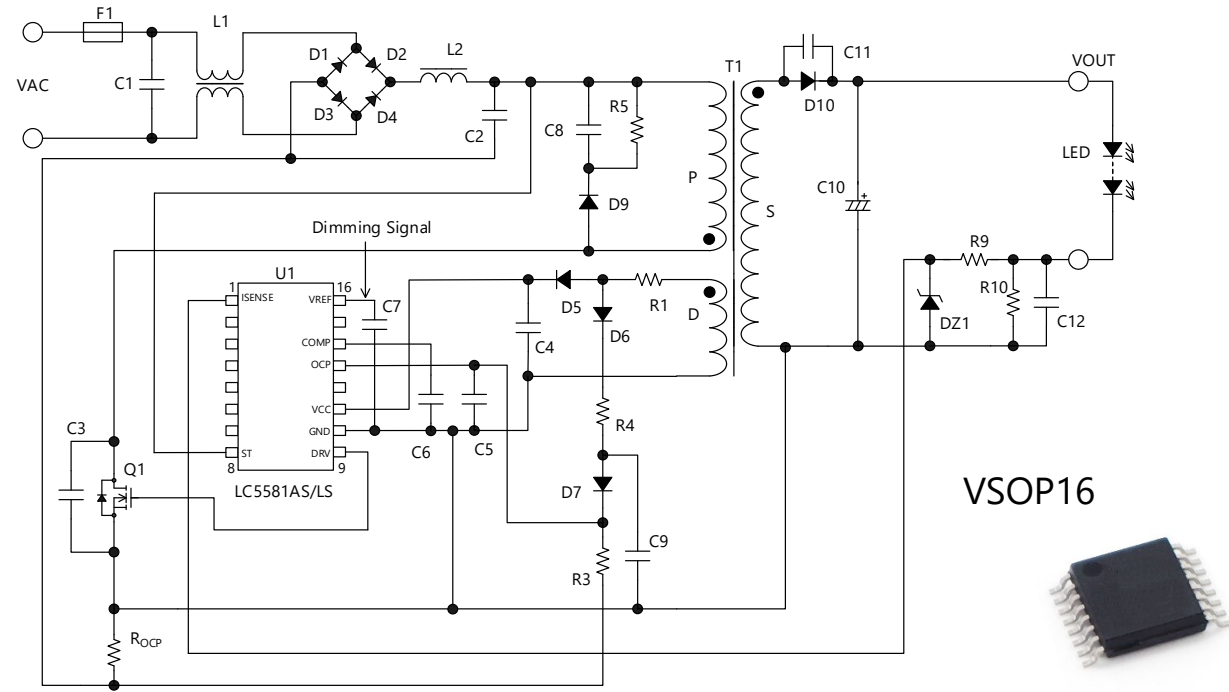 F1
L1
VAC
C1
D1
D2
D3
D4
L2
C2
C8
R5
D9
T1
P
S
D
C11
D10
VOUT
LED
C10
+
R9
R10
DZ1
C12
Dimming Signal
U1
1
16
ISENSE
VREF
COMP
OCP
VCC
GND
ST
DRV
8
9
LC5581AS/LS
C7
C6
C5
C4
D5
D6
R1
R4
D7
C9
R3
C3
Q1
ROCP
VSOP16